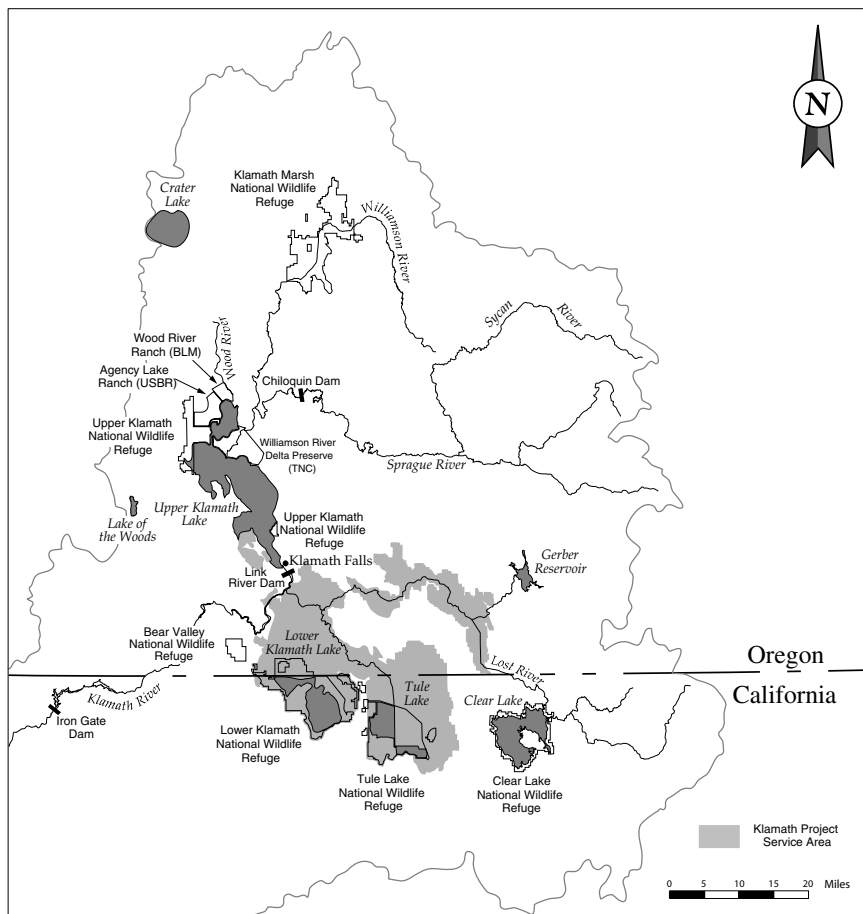 N
Klamath Marsh
National Wildlife
Refuge
Crater
Lake
Williamson River
Sycan
River
Wood River
Ranch (BLM)
Wood River
Agency Lake
Ranch (USBR)
Chiloquin Dam
Upper Klamath
National Wildlife
Refuge
Williamson River
Delta Preserve
(TNC)
Sprague River
Upper Klamath
Lake
Lake of
the Woods
Upper Klamath
National Wildlife
Refuge
Klamath Falls
Link
River Dam
Gerber
Reservoir
Bear Valley
National Wildlife
Refuge
Lower
Klamath Lake
Lost River
Oregon
California
Klamath River
Tule
Lake
Clear Lake
Iron Gate
Dam
Lower Klamath
National Wildlife
Refuge
Tule Lake
National Wildlife
Refuge
Clear Lake
National Wildlife
Refuge
Klamath Project
Service Area
0 5 10 15 20 Miles